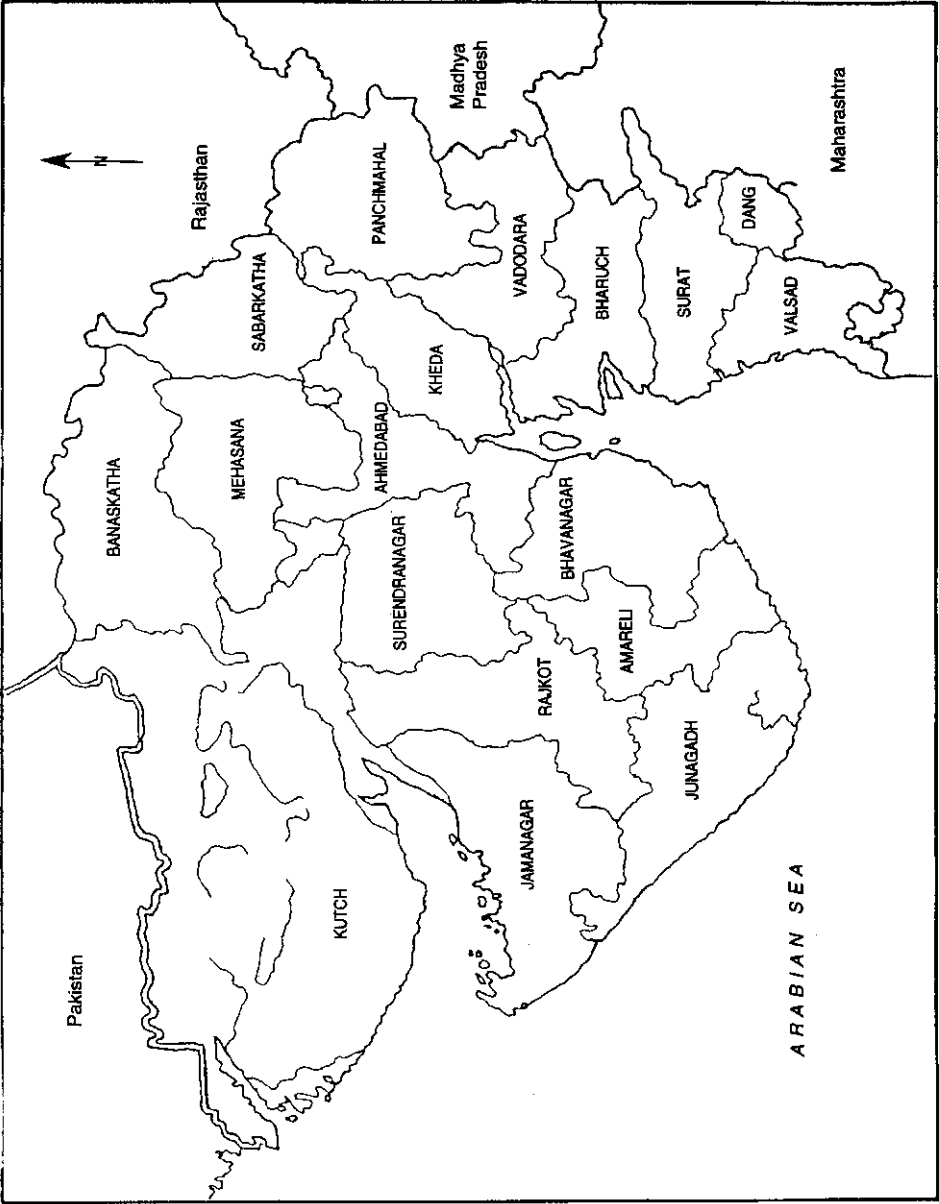 Pakistan
Rajasthan
N
Madhya
Pradesh
Maharashtra
BANASKATHA
SABARKATHA
MEHASANA
PANCHMAHAL
KUTCH
AHMEDABAD
KHEDA
SURENDRANAGAR
VADODARA
JAMANAGAR
RAJKOT
BHAVANAGAR
BHARUCH
AMARELI
SURAT
JUNAGADH
DANG
VALSAD
ARABIAN SEA